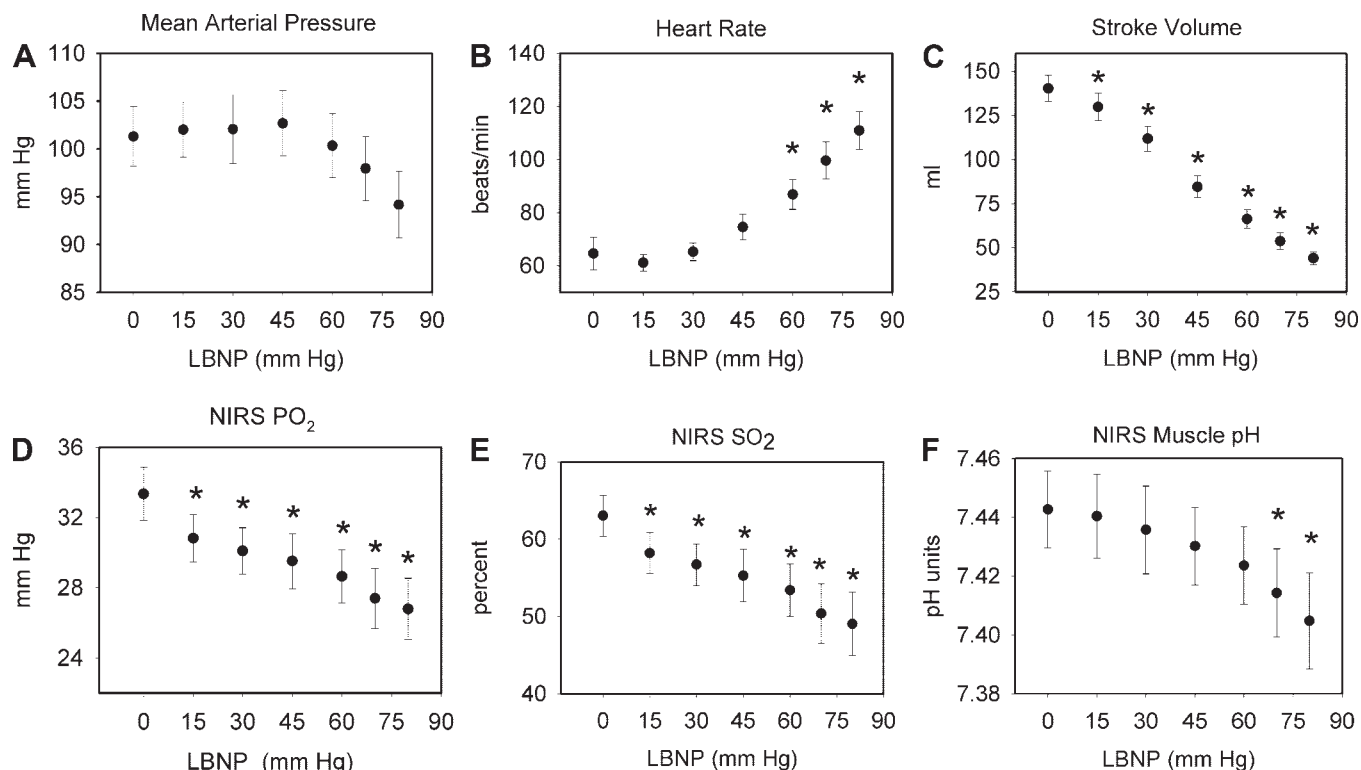 A
Mean Arterial Pressure
110
105
100
95
90
85
mm Hg
0 15 30 45 60 75 90
LBNP (mm Hg)
B
Heart Rate
140
120
100
80
60
beats/min
*
*
*
0 15 30 45 60 75 90
LBNP (mm Hg)
C
Stroke Volume
150
125
100
75
50
25
ml
*
*
*
*
*
*
0 15 30 45 60 75 90
LBNP (mm Hg)
D
NIRS PO2
36
32
28
24
mm Hg
*
*
*
*
*
*
0 15 30 45 60 75 90
LBNP (mm Hg)
E
NIRS SO2
70
60
50
40
percent
*
*
*
*
*
*
0 15 30 45 60 75 90
LBNP (mm Hg)
F
NIRS Muscle pH
7.46
7.44
7.42
7.40
7.38
pH units
*
*
0 15 30 45 60 75 90
LBNP (mm Hg)